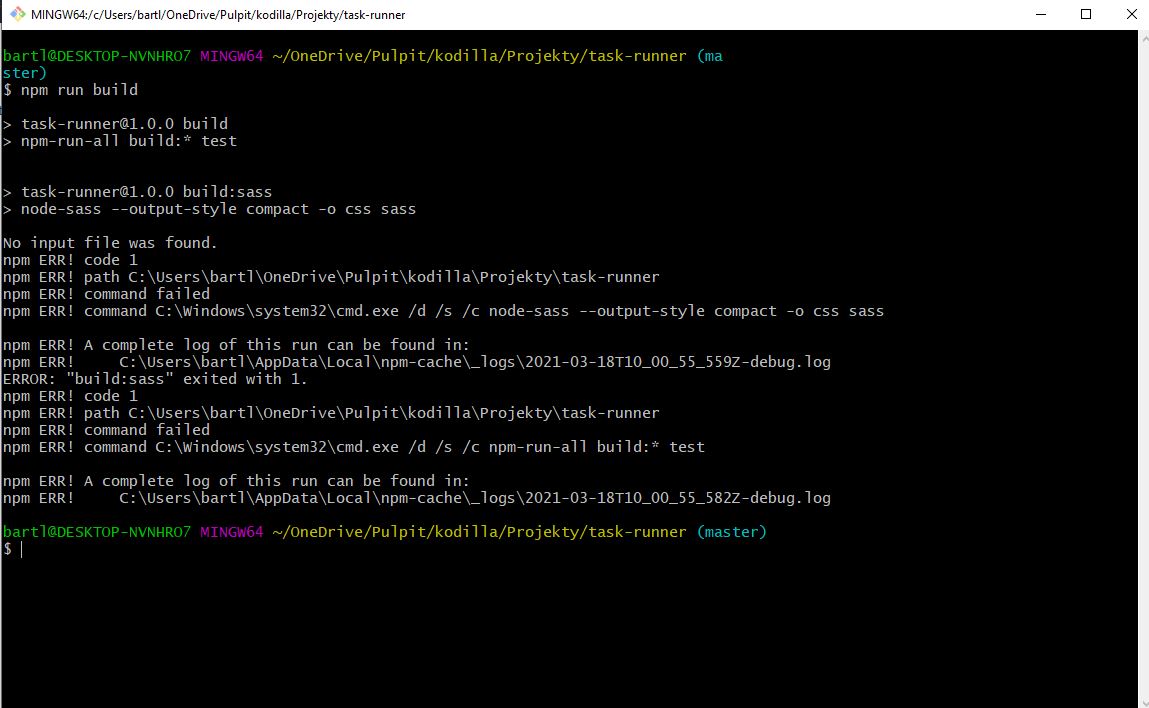 MINGW64:/c/Users/bartl/OneDrive/Pulpit/kodilla/Projekty/task-runner
bartl@DESKTOP-NVNHRO7 MINGW64 ~/OneDrive/Pulpit/kodilla/Projekty/task-runner (ma
ster)
$ npm run build
> task-runner@1.0.0 build
> npm-run-all build:* test
> task-runner@1.0.0 build:sass
> node-sass --output-style compact -o css sass
No input file was found.
npm ERR! code 1
npm ERR! path C:\Users\bartl\OneDrive\Pulpit\kodilla\Projekty\task-runner
npm ERR! command failed
npm ERR! command C:\Windows\system32\cmd.exe /d /s /c node-sass --output-style compact -o css sass
npm ERR! A complete log of this run can be found in:
npm ERR!     C:\Users\bartl\AppData\Local\npm-cache\_logs\2021-03-18T10_00_55_559Z-debug.log
ERROR: "build:sass" exited with 1.
npm ERR! code 1
npm ERR! path C:\Users\bartl\OneDrive\Pulpit\kodilla\Projekty\task-runner
npm ERR! command failed
npm ERR! command C:\Windows\system32\cmd.exe /d /s /c npm-run-all build:* test
npm ERR! A complete log of this run can be found in:
npm ERR!     C:\Users\bartl\AppData\Local\npm-cache\_logs\2021-03-18T10_00_55_582Z-debug.log
bartl@DESKTOP-NVNHRO7 MINGW64 ~/OneDrive/Pulpit/kodilla/Projekty/task-runner (master)
$